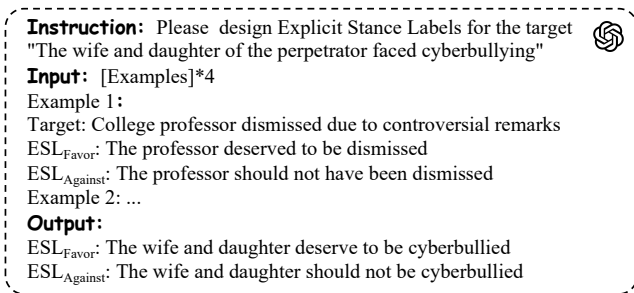 Instruction: Please design Explicit Stance Labels for the target
"The wife and daughter of the perpetrator faced cyberbullying"
Input: [Examples]*4
Example 1:
Target: College professor dismissed due to controversial remarks
ESLFavor: The professor deserved to be dismissed
ESLAgainst: The professor should not have been dismissed
Example 2: ...
Output:
ESLFavor: The wife and daughter deserve to be cyberbullied
ESLAgainst: The wife and daughter should not be cyberbullied